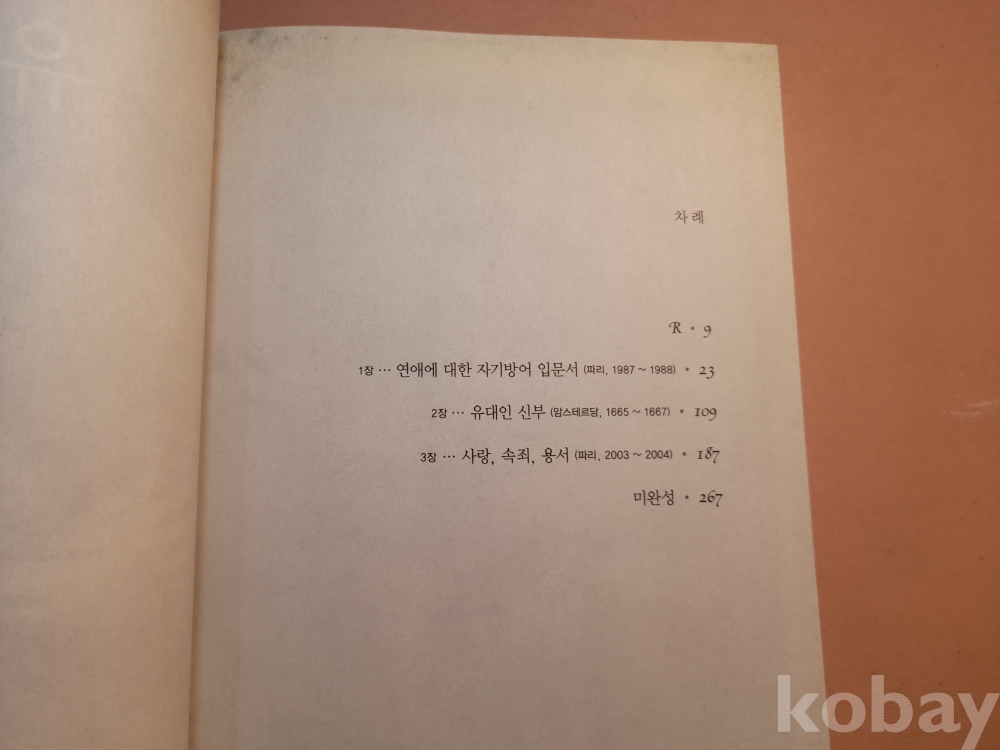 차례
R • 9
1장 … 연애에 대한 자기방어 입문서 (파리, 1987 ~ 1988) • 23
2장 … 유대인 신부 (암스테르담, 1665 ~ 1667) • 109
3장 … 사랑, 속죄, 용서 (파리, 2003 ~ 2004) • 187
미완성 • 267
kobay